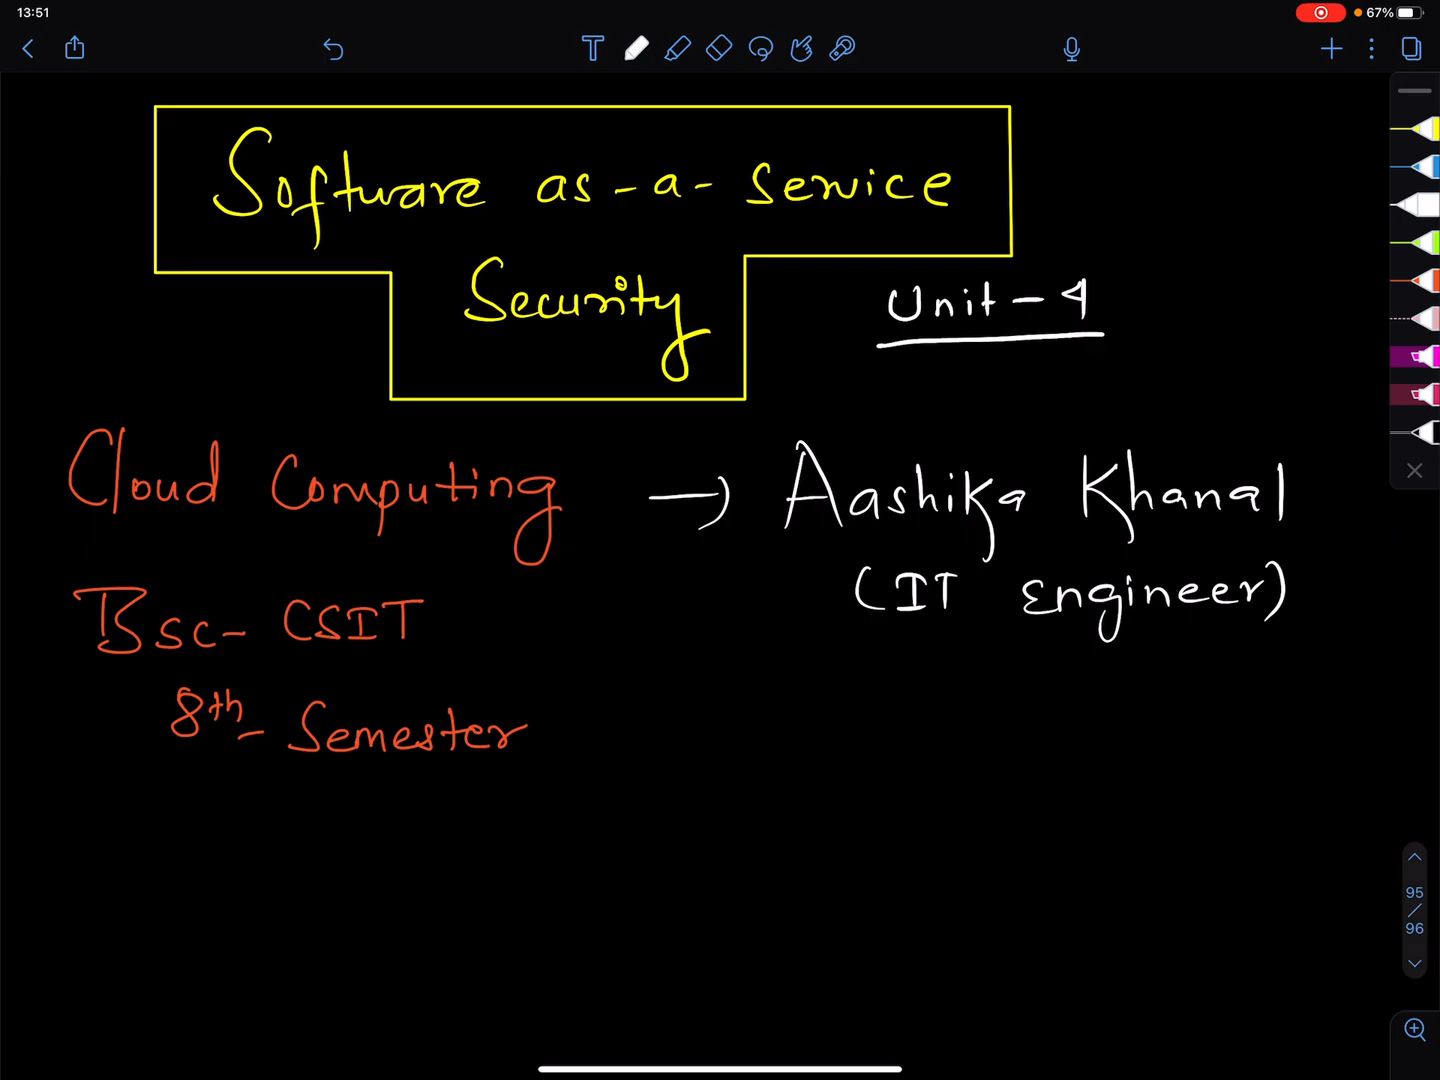 13:51
67%
Software as-a-service
Security
Unit-4
Cloud Computing → Aashika Khanal
(IT Engineer)
Bsc- CSIT
8th- Semester
95
/
96